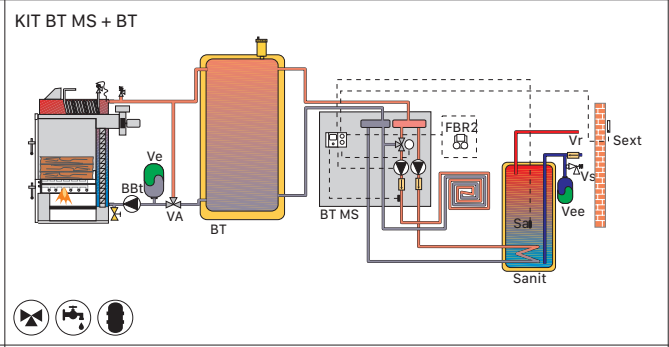 KIT BT MS + BT
FBR2
Vr
Sext
Ve
BBt
Vs
VA
BT MS
Vee
Sa
BT
Sanit